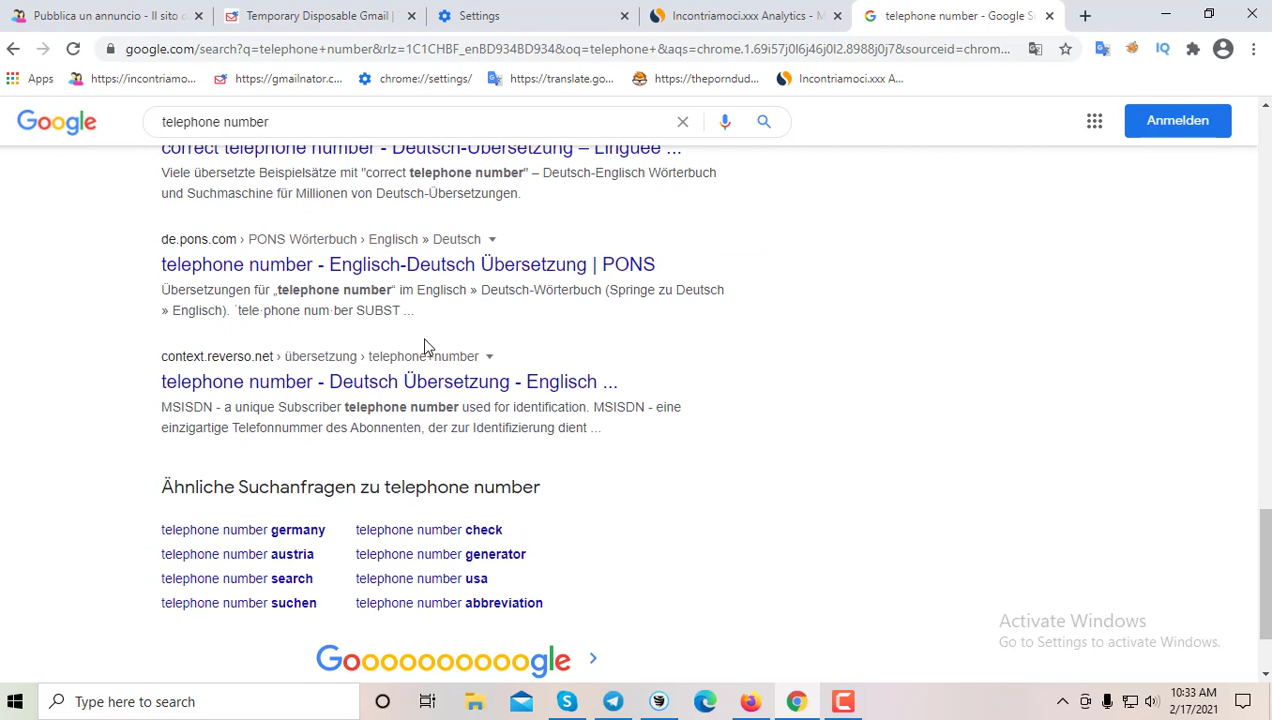 Pubblica un annuncio - Il sito o
Temporary Disposable Gmail |
Settings
Incontriamoci.xxx Analytics - M
telephone number - Google S
google.com/search?q=telephone+number&rlz=1C1CHBF_enBD934BD934&oq=telephone+&aqs=chrome.1.69i57j0l6j46j0l2.8988j0j7&sourceid=chrom...
Apps
https://incontriamo...
https://gmailnator.c...
chrome://settings/
https://translate.go...
https://theporndud...
Incontriamoci.xxx A...
IQ
Google
telephone number
Anmelden
correct telephone number - Deutsch-Übersetzung – Linguee ...
Viele übersetzte Beispielsätze mit "correct telephone number" – Deutsch-Englisch Wörterbuch
und Suchmaschine für Millionen von Deutsch-Übersetzungen.
de.pons.com › PONS Wörterbuch › Englisch » Deutsch
telephone number - Englisch-Deutsch Übersetzung | PONS
Übersetzungen für „telephone number“ im Englisch » Deutsch-Wörterbuch (Springe zu Deutsch
» Englisch). ˈtele·phone num·ber SUBST ...
context.reverso.net › übersetzung › telephone+number
telephone number - Deutsch Übersetzung - Englisch ...
MSISDN - a unique Subscriber telephone number used for identification. MSISDN - eine
einzigartige Telefonnummer des Abonnenten, der zur Identifizierung dient ...
Ähnliche Suchanfragen zu telephone number
telephone number germany
telephone number check
telephone number austria
telephone number generator
telephone number search
telephone number usa
telephone number suchen
telephone number abbreviation
Goooooooooogle
Activate Windows
Go to Settings to activate Windows.
Type here to search
10:33 AM
2/17/2021